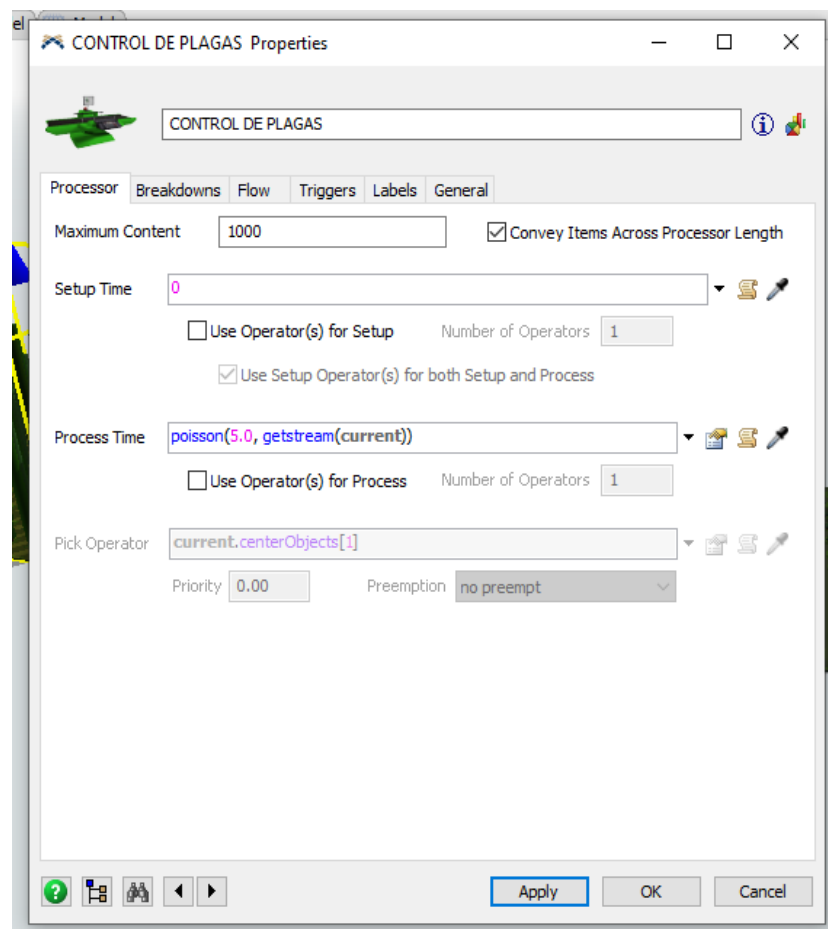 el
CONTROL DE PLAGAS Properties
CONTROL DE PLAGAS
Processor Breakdowns Flow Triggers Labels General
Maximum Content 1000 Convey Items Across Processor Length
Setup Time 0
Use Operator(s) for Setup Number of Operators 1
Use Setup Operator(s) for both Setup and Process
Process Time poisson(5.0, getstream(current))
Use Operator(s) for Process Number of Operators 1
Pick Operator current.centerObjects[1]
Priority 0.00 Preemption no preempt
Apply OK Cancel